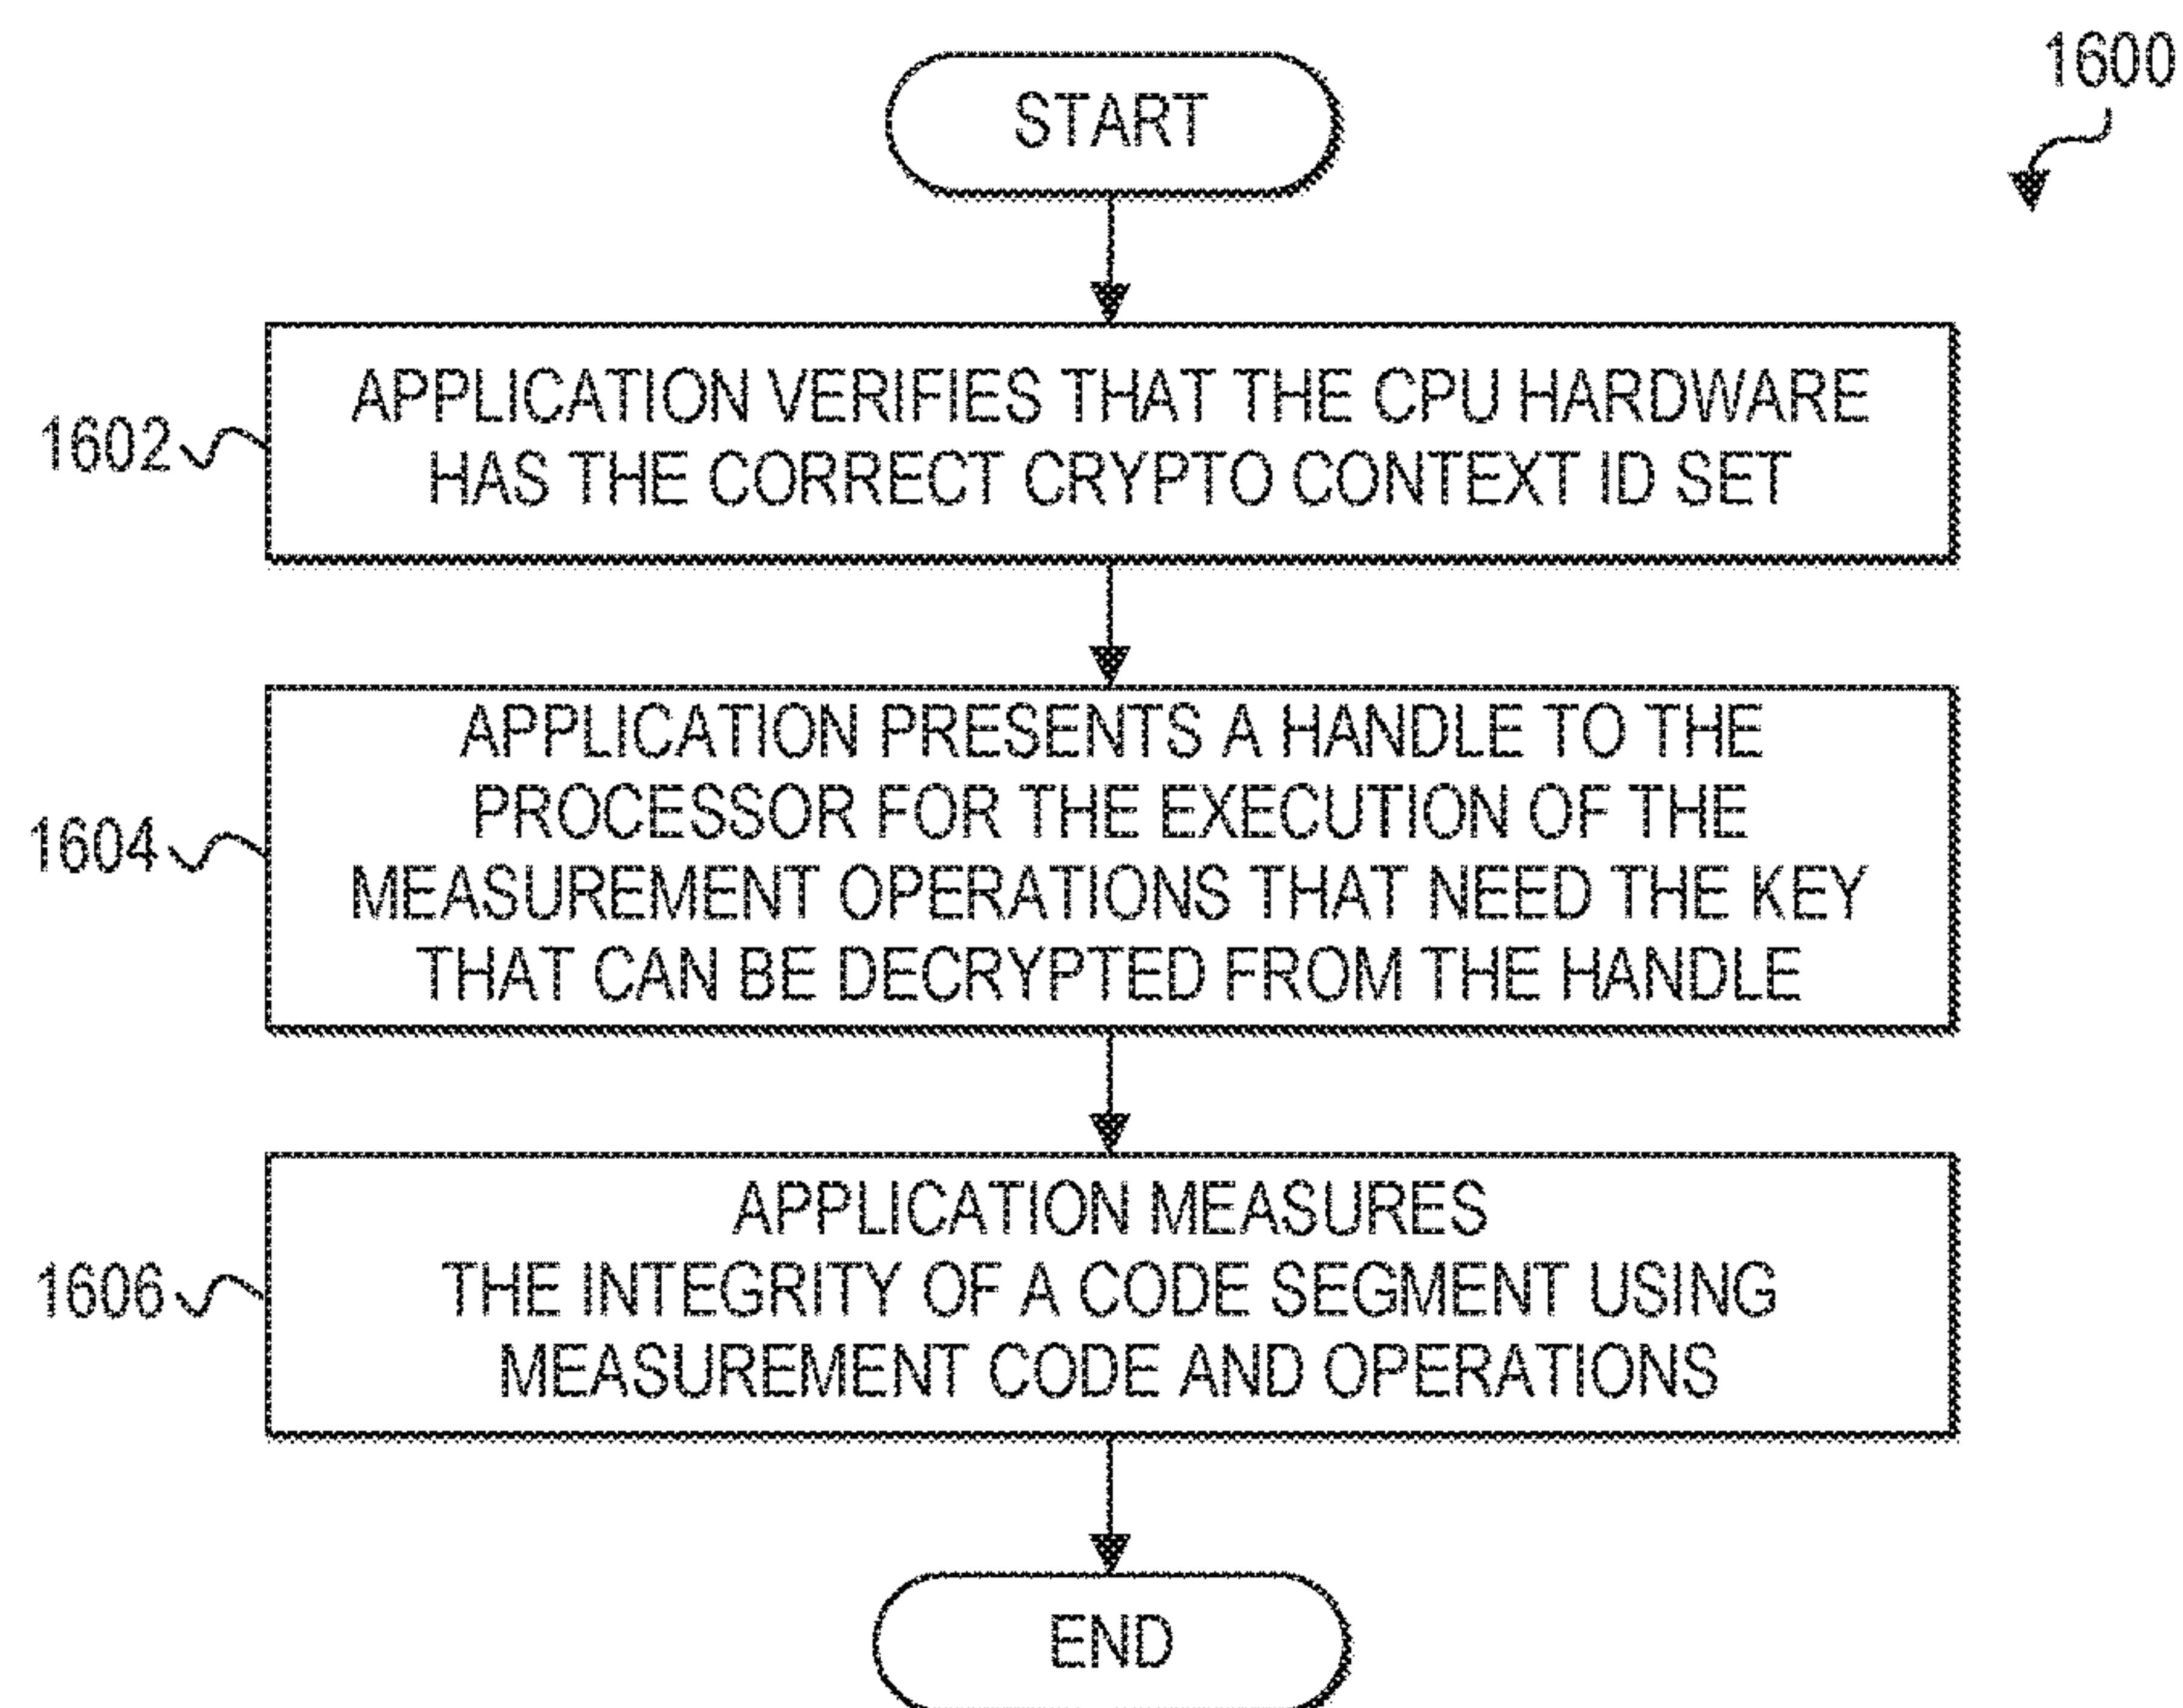 1600
START
1602
APPLICATION VERIFIES THAT THE CPU HARDWARE
HAS THE CORRECT CRYPTO CONTEXT ID SET
1604
APPLICATION PRESENTS A HANDLE TO THE
PROCESSOR FOR THE EXECUTION OF THE
MEASUREMENT OPERATIONS THAT NEED THE KEY
THAT CAN BE DECRYPTED FROM THE HANDLE
1606
APPLICATION MEASURES
THE INTEGRITY OF A CODE SEGMENT USING
MEASUREMENT CODE AND OPERATIONS
END